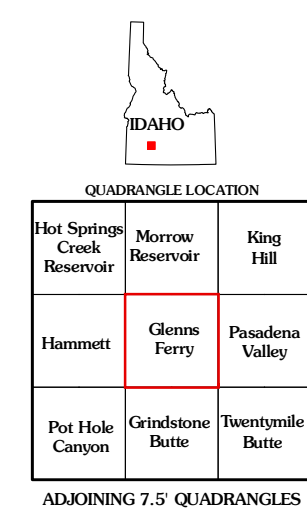 IDAHO
QUADRANGLE LOCATION
Hot Springs
Creek
Reservoir
Morrow
Reservoir
King
Hill
Hammett
Glenns
Ferry
Pasadena
Valley
Pot Hole
Canyon
Grindstone
Butte
Twentymile
Butte
ADJOINING 7.5' QUADRANGLES